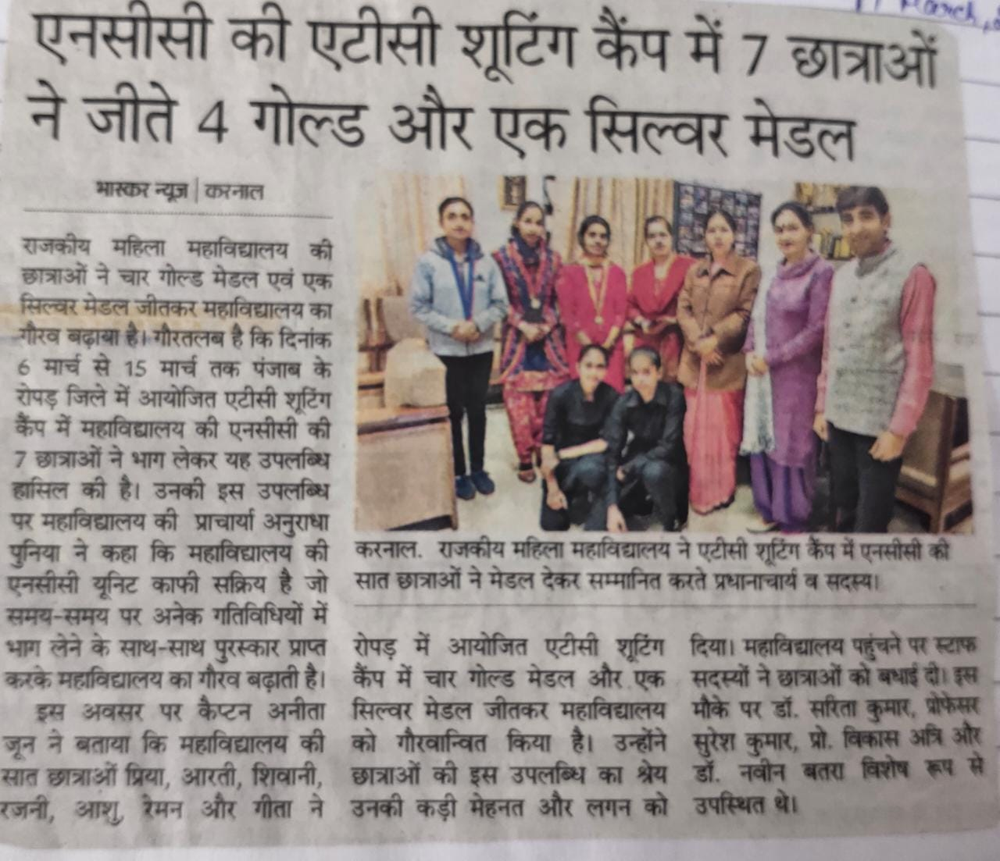 March,
एनसीसी की एटीसी शूटिंग कैंप में 7 छात्राओं
ने जीते 4 गोल्ड और एक सिल्वर मेडल
भास्कर न्यूज | करनाल
राजकीय महिला महाविद्यालय की
छात्राओं ने चार गोल्ड मेडल एवं एक
सिल्वर मेडल जीतकर महाविद्यालय का
गौरव बढ़ाया है। गौरतलब है कि दिनांक
6 मार्च से 15 मार्च तक पंजाब के
रोपड़ जिले में आयोजित एटीसी शूटिंग
कैंप में महाविद्यालय की एनसीसी की
7 छात्राओं ने भाग लेकर यह उपलब्धि
हासिल की है। उनकी इस उपलब्धि
पर महाविद्यालय की प्राचार्या अनुराधा
पुनिया ने कहा कि महाविद्यालय की
एनसीसी यूनिट काफी सक्रिय है जो
समय-समय पर अनेक गतिविधियों में
भाग लेने के साथ-साथ पुरस्कार प्राप्त
करके महाविद्यालय का गौरव बढ़ाती है।
इस अवसर पर कैप्टन अनीता
जून ने बताया कि महाविद्यालय की
सात छात्राओं प्रिया, आरती, शिवानी,
रजनी, आशु, रेमन और गीता ने
करनाल. राजकीय महिला महाविद्यालय ने एटीसी शूटिंग कैंप में एनसीसी की
सात छात्राओं ने मेडल देकर सम्मानित करते प्रधानाचार्य व सदस्य।
रोपड़ में आयोजित एटीसी शूटिंग
कैंप में चार गोल्ड मेडल और एक
सिल्वर मेडल जीतकर महाविद्यालय
को गौरवान्वित किया है। उन्होंने
छात्राओं की इस उपलब्धि का श्रेय
उनकी कड़ी मेहनत और लगन को
दिया। महाविद्यालय पहुंचने पर स्टाफ
सदस्यों ने छात्राओं को बधाई दी। इस
मौके पर डॉ. सरिता कुमार, प्रोफेसर
सुरेश कुमार, प्रो. विकास अत्रि और
डॉ. नवीन बतरा विशेष रूप से
उपस्थित थे।